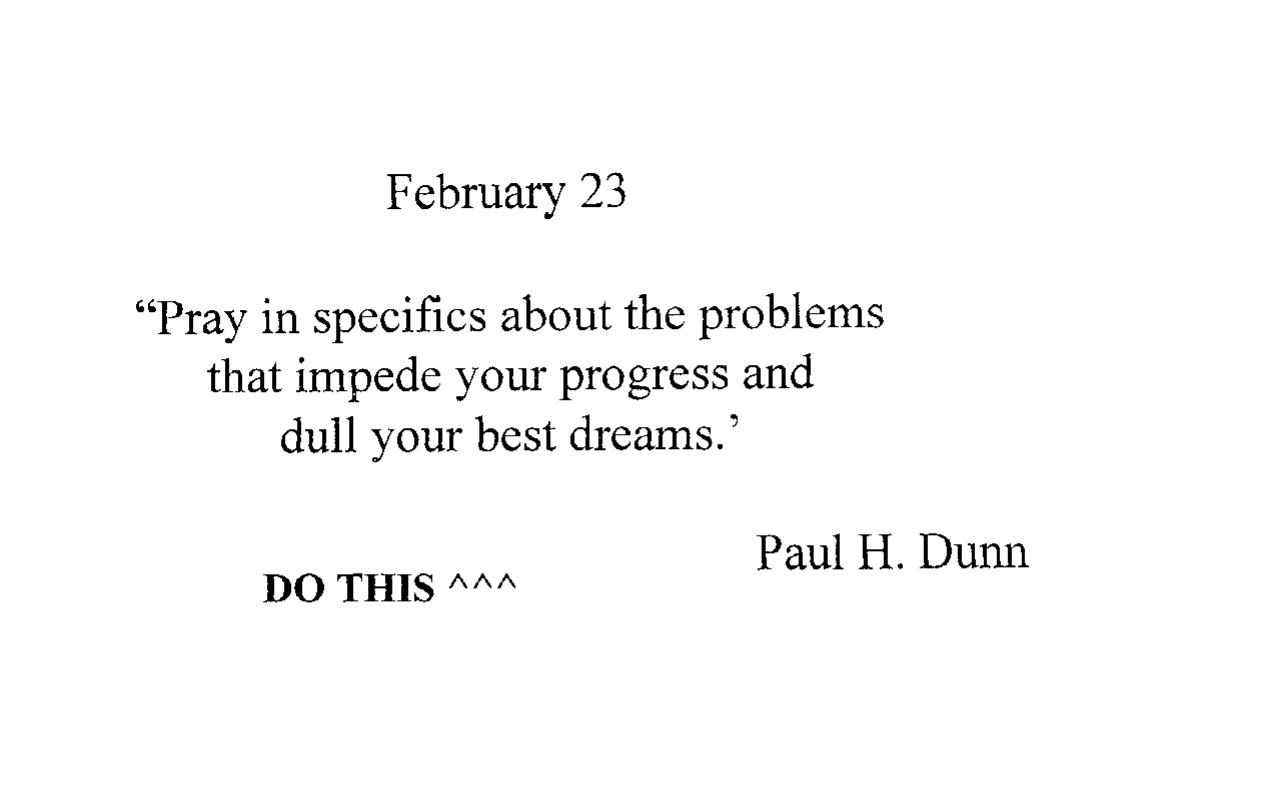 February 23
“Pray in specifics about the problems
that impede your progress and
dull your best dreams.’
Paul H. Dunn
DO THIS ^^^